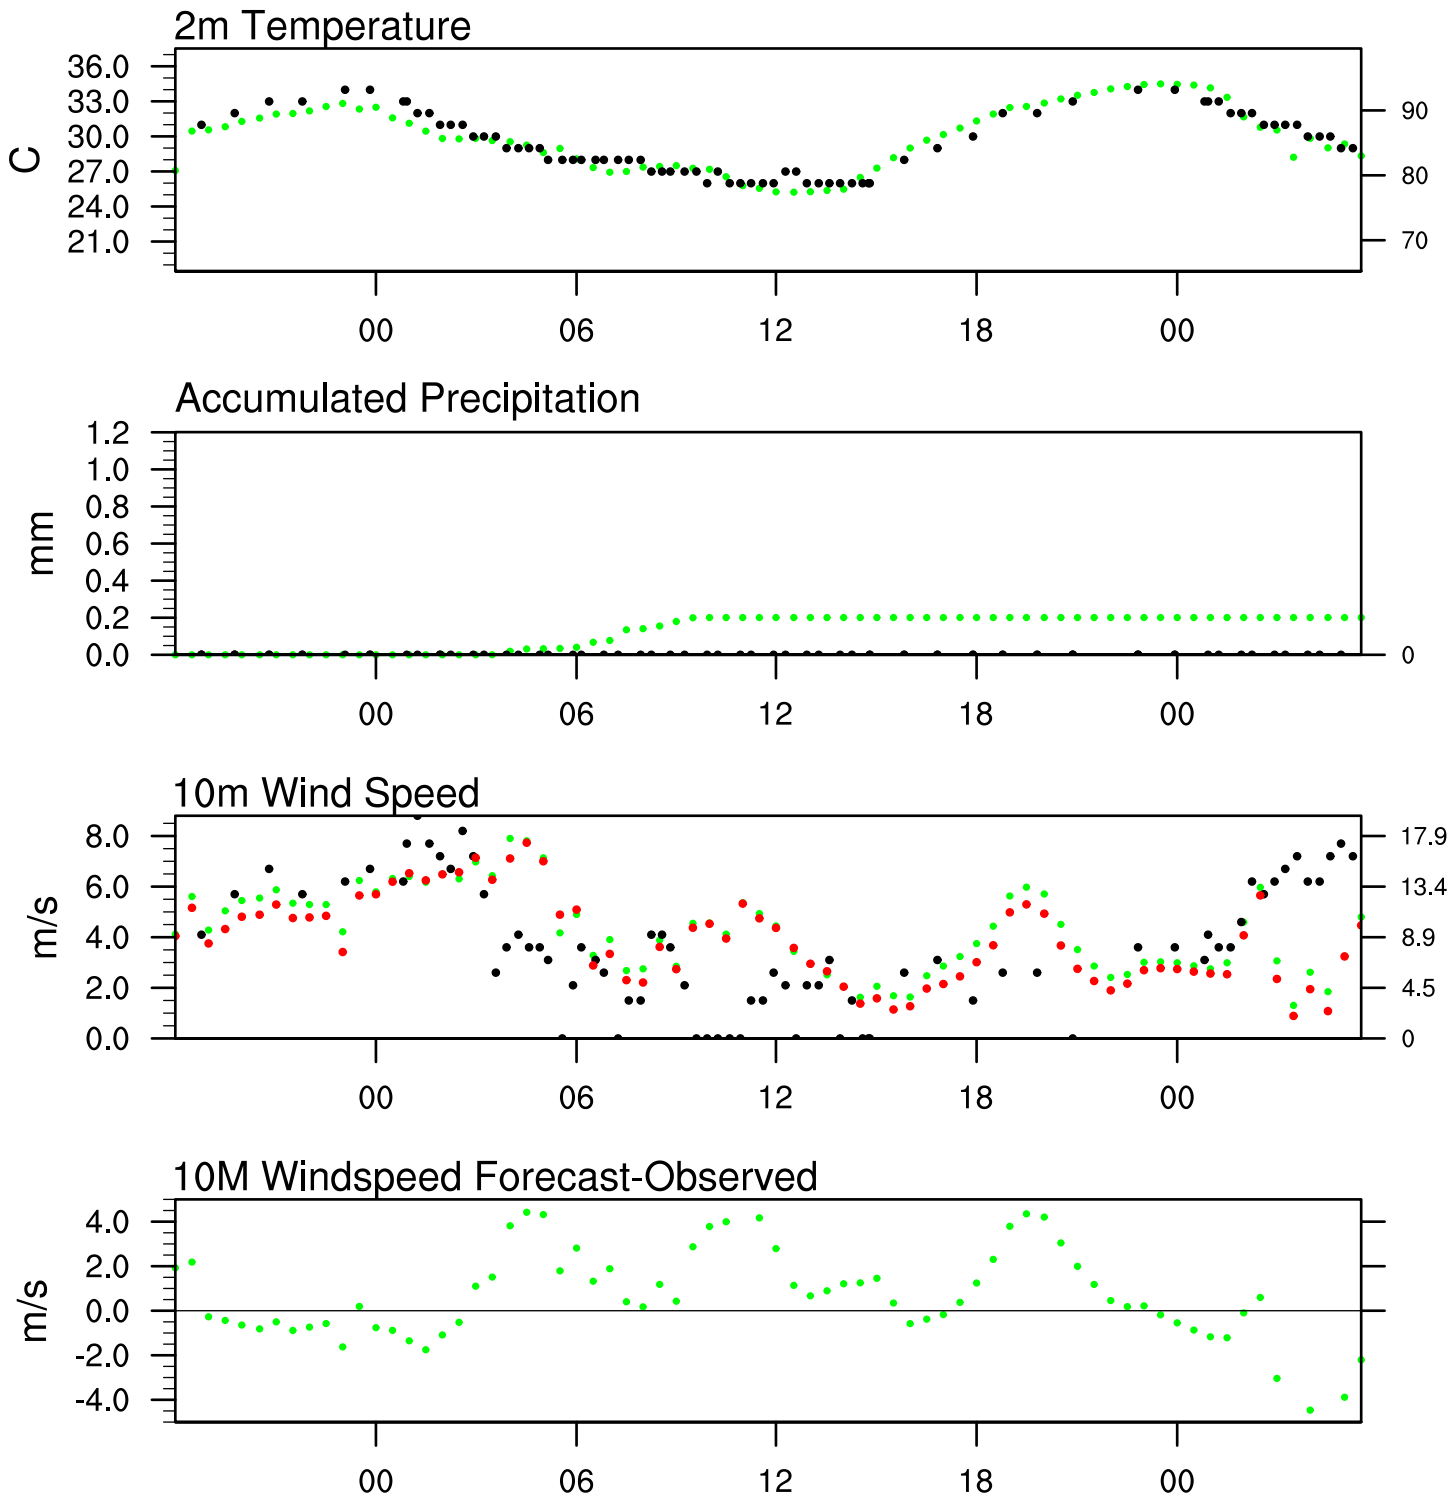 2m Temperature
36.0
33.0
30.0
27.0
24.0
21.0
C
90
80
70
00 06 12 18 00
Accumulated Precipitation
1.2
1.0
0.8
0.6
0.4
0.2
0.0
mm
0
00 06 12 18 00
10m Wind Speed
8.0
6.0
4.0
2.0
0.0
m/s
17.9
13.4
8.9
4.5
0
00 06 12 18 00
10M Windspeed Forecast-Observed
4.0
2.0
0.0
-2.0
-4.0
m/s
00 06 12 18 00